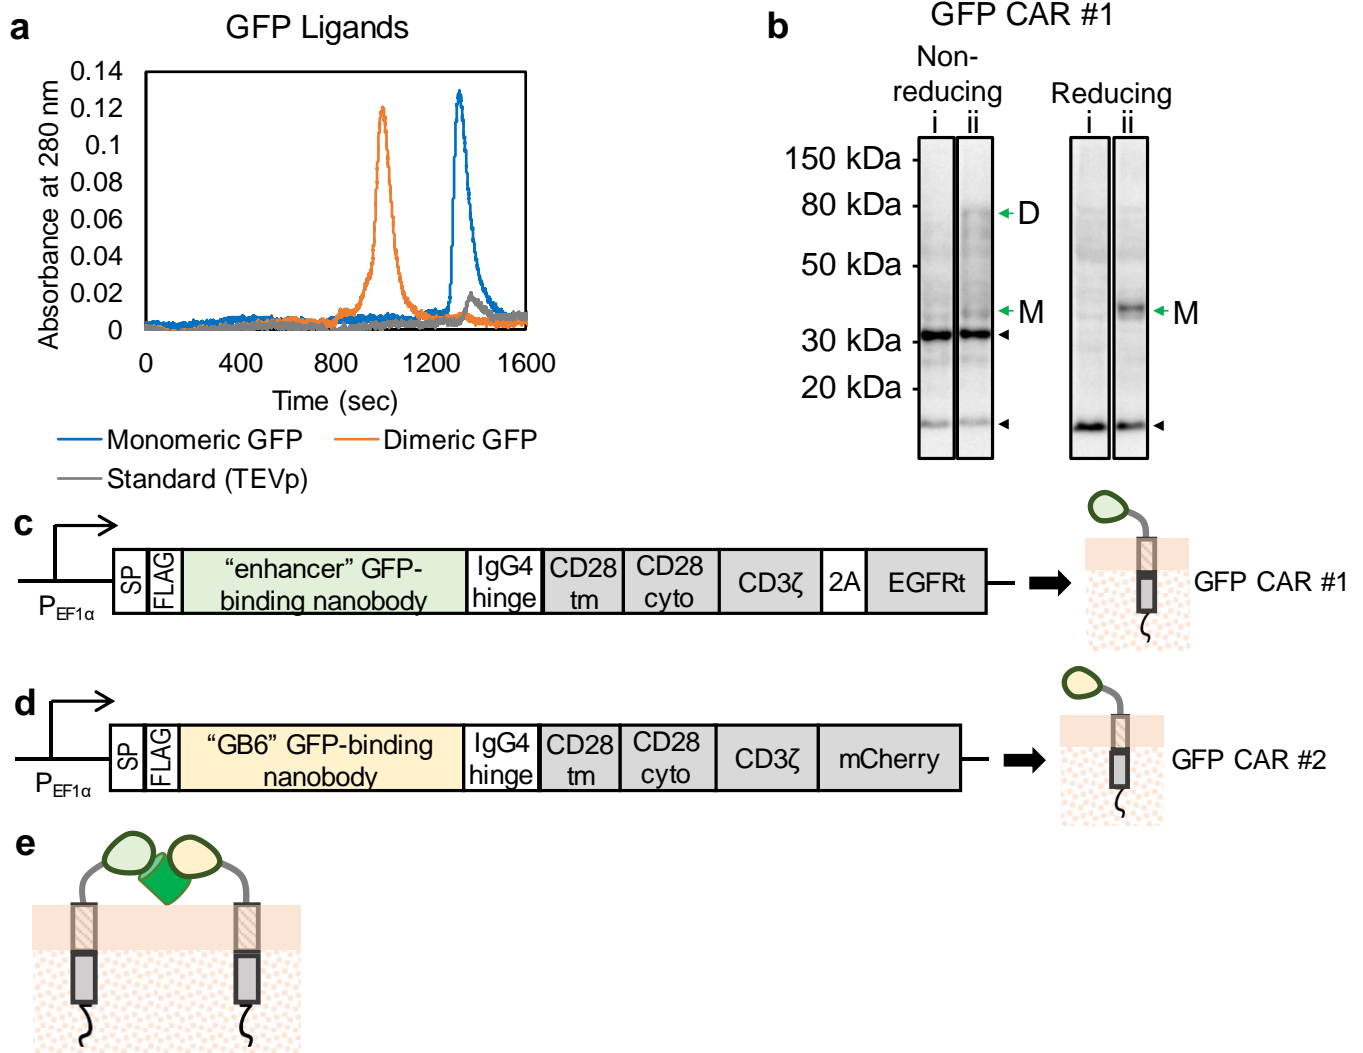 a
GFP Ligands
Absorbance at 280 nm
0.14
0.12
0.1
0.08
0.06
0.04
0.02
0
0 400 800 1200 1600
Time (sec)
Monomeric GFP Dimeric GFP
Standard (TEVp)
b
GFP CAR #1
Non-
reducing
Reducing
i ii
i ii
150 kDa
80 kDa
50 kDa
30 kDa
20 kDa
D
M
M
c
PEF1α
SP
FLAG
“enhancer” GFP-
binding nanobody
IgG4
hinge
CD28
tm
CD28
cyto
CD3ζ
2A
EGFRt
GFP CAR #1
d
PEF1α
SP
FLAG
“GB6” GFP-binding
nanobody
IgG4
hinge
CD28
tm
CD28
cyto
CD3ζ
mCherry
GFP CAR #2
e